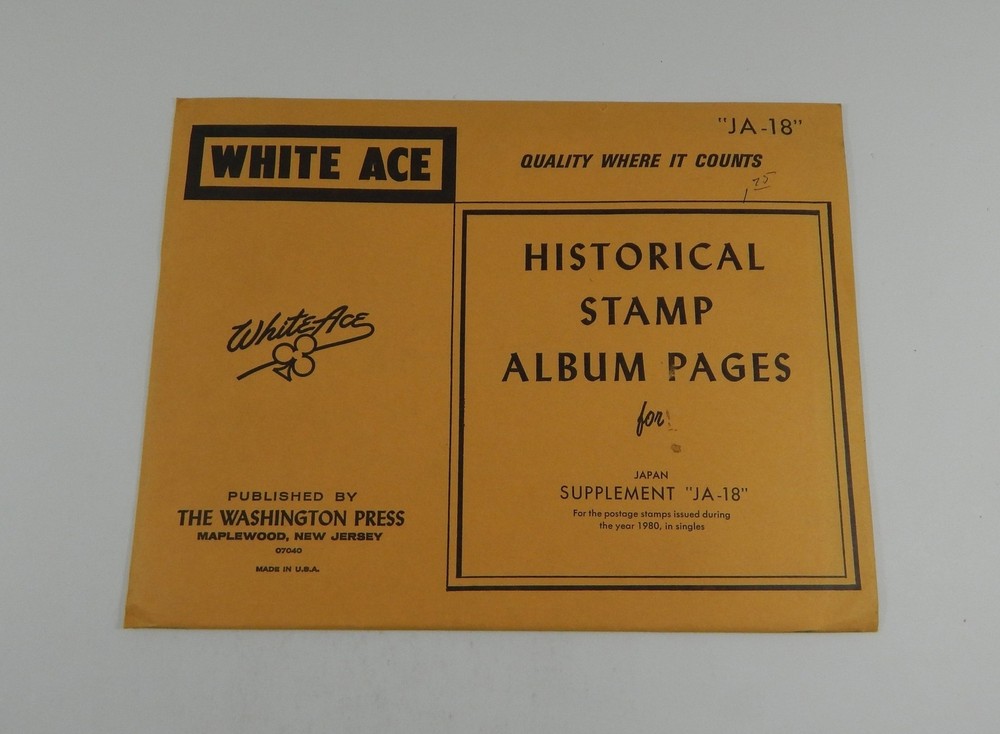 "JA-18"
WHITE ACE
QUALITY WHERE IT COUNTS
1 75
HISTORICAL
STAMP
ALBUM PAGES
for
JAPAN
SUPPLEMENT "JA-18"
For the postage stamps issued during
the year 1980, in singles
White Ace
PUBLISHED BY
THE WASHINGTON PRESS
MAPLEWOOD, NEW JERSEY
07040
MADE IN U.S.A.